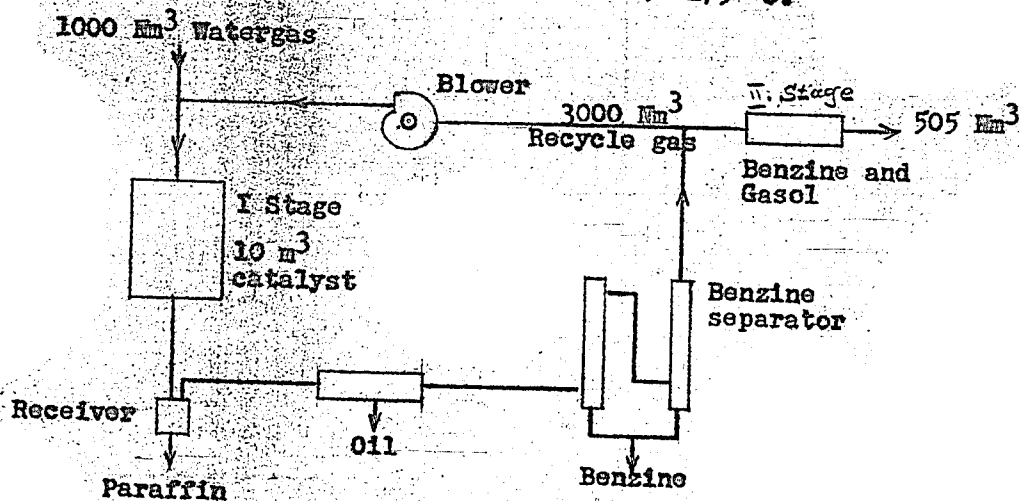 1000 Nm³ Watergas
Blower
II. Stage
3000 Nm³
Recycle gas
505 Nm³
Benzine and
Gasol
I Stage
10 m³
catalyst
Benzine
separator
Receiver
Oil
Benzine
Paraffin